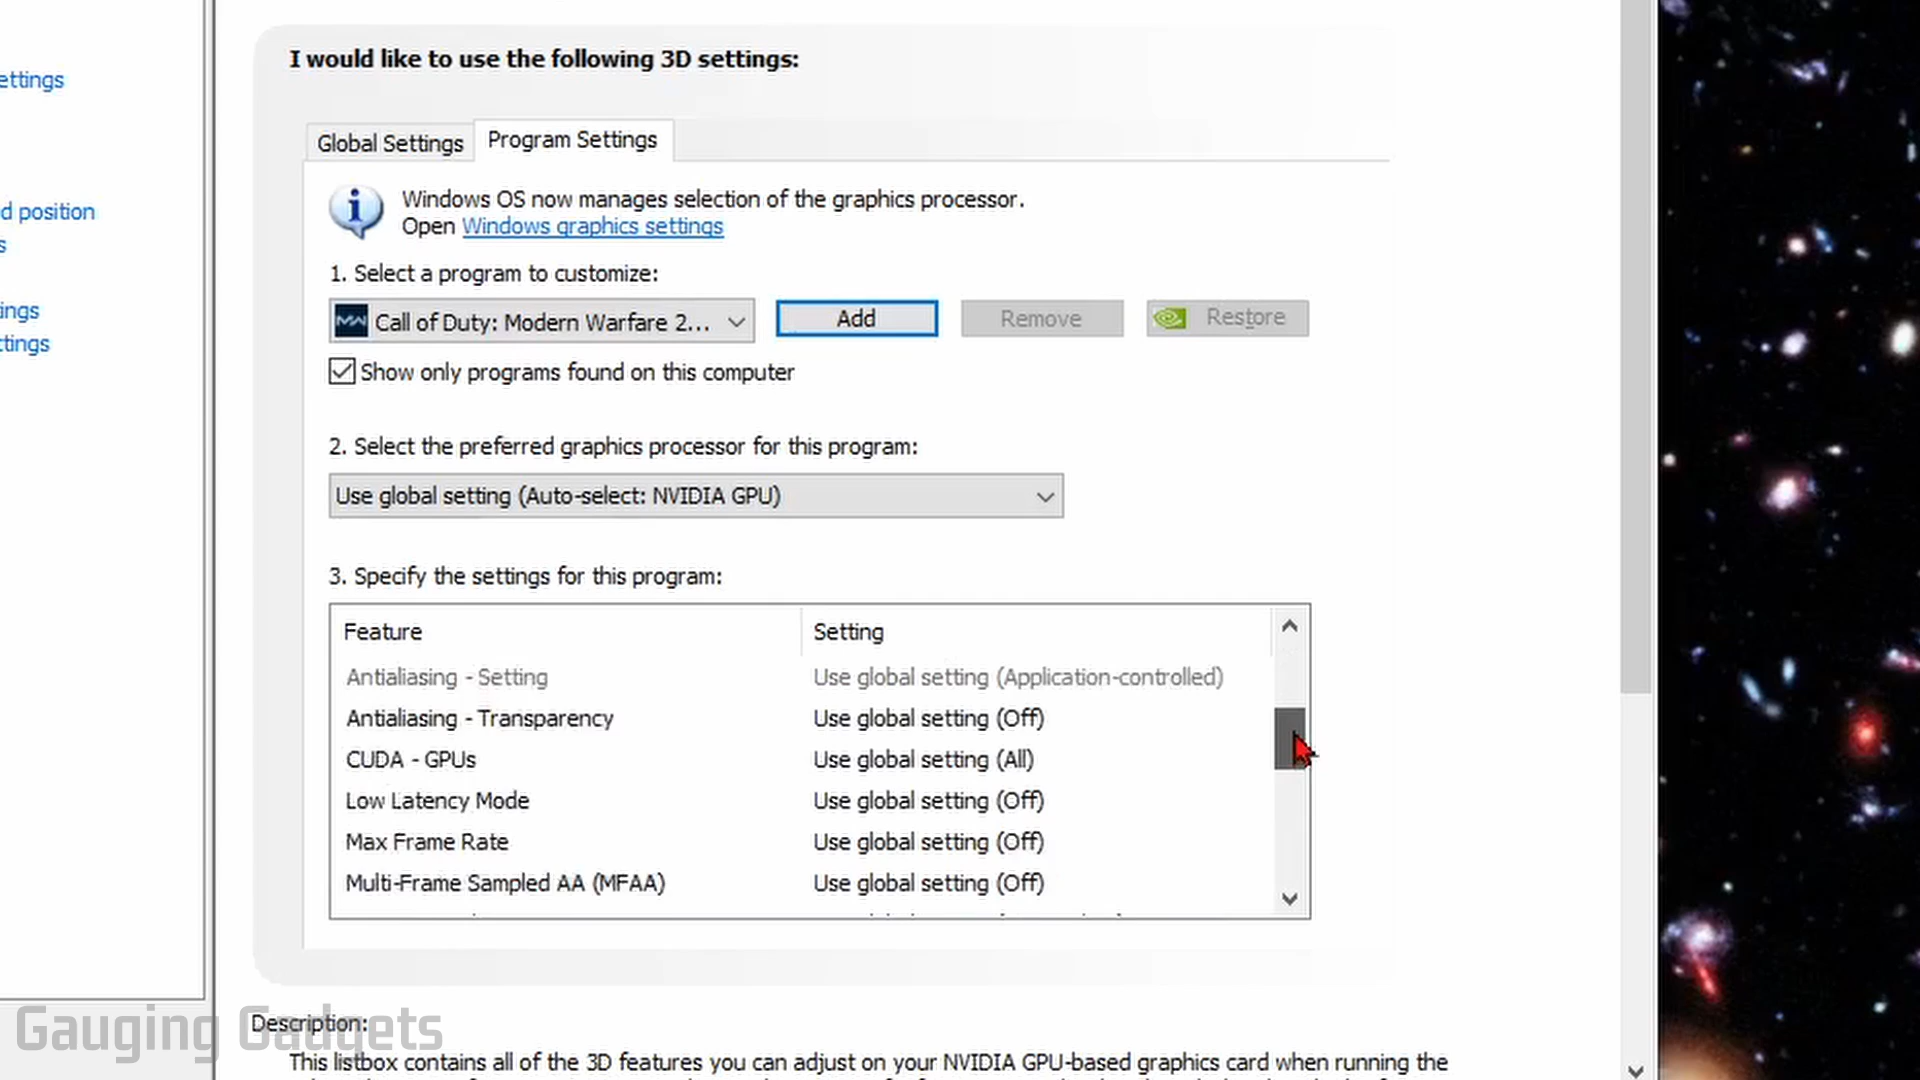 I would like to use the following 3D settings:
ettings
Global Settings
Program Settings
Windows OS now manages selection of the graphics processor.
d position
Open Windows graphics settings
s
1. Select a program to customize:
ings
MW Call of Duty: Modern Warfare 2...
Add
Remove
Restore
ttings
Show only programs found on this computer
2. Select the preferred graphics processor for this program:
Use global setting (Auto-select: NVIDIA GPU)
3. Specify the settings for this program:
Feature Setting
Antialiasing - Setting Use global setting (Application-controlled)
Antialiasing - Transparency Use global setting (Off)
CUDA - GPUs Use global setting (All)
Low Latency Mode Use global setting (Off)
Max Frame Rate Use global setting (Off)
Multi-Frame Sampled AA (MFAA) Use global setting (Off)
Gauging Gadgets
Description:
This listbox contains all of the 3D features you can adjust on your NVIDIA GPU-based graphics card when running the